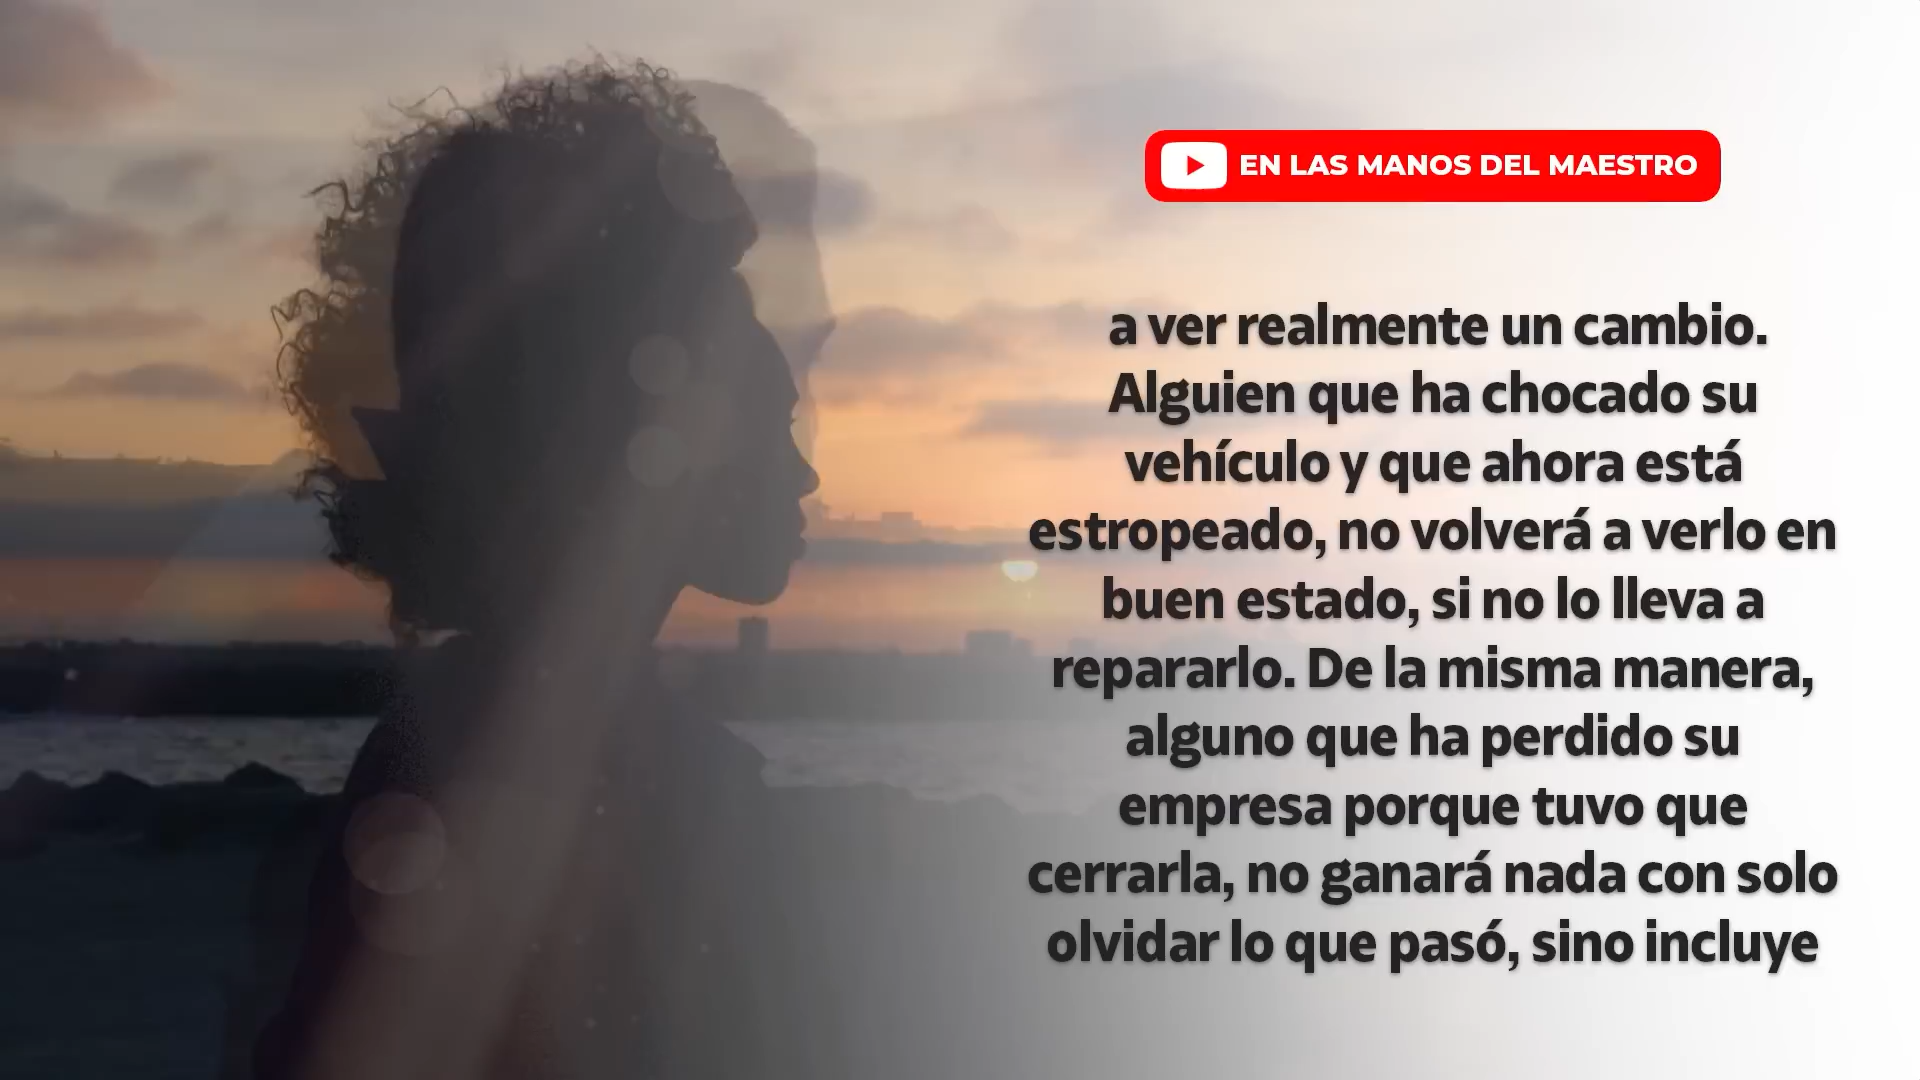 EN LAS MANOS DEL MAESTRO
a ver realmente un cambio.
Alguien que ha chocado su
vehículo y que ahora está
estropeado, no volverá a verlo en
buen estado, si no lo lleva a
repararlo. De la misma manera,
alguno que ha perdido su
empresa porque tuvo que
cerrarla, no ganará nada con solo
olvidar lo que pasó, sino incluye